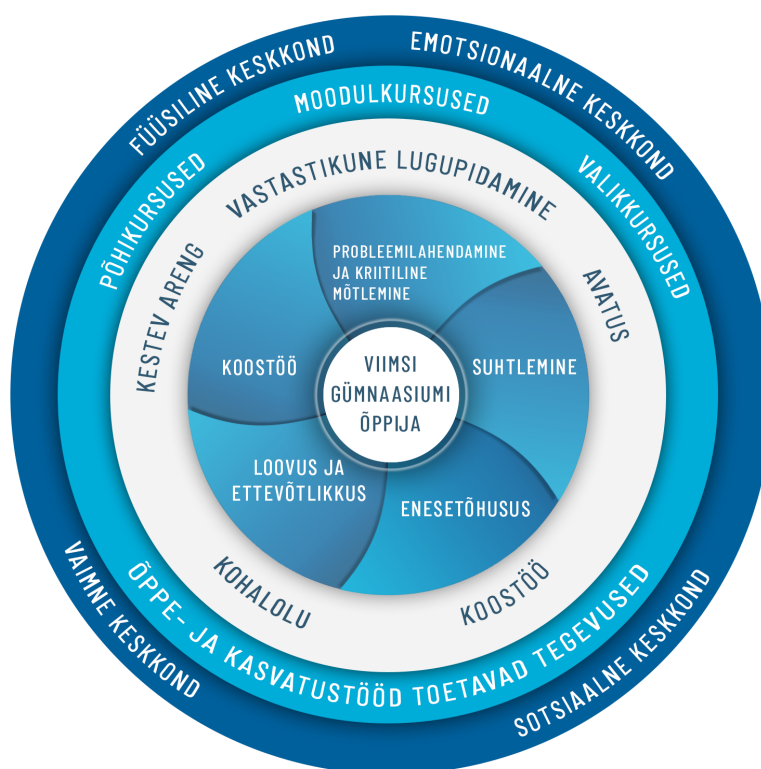 FÜÜSILINE KESKKOND
EMOTSIONAALNE KESKKOND
MOODULKURSUSED
PÕHIKURSUSED
VALIKKURSUSED
VASTASTIKUNE LUGUPIDAMINE
KESTEV ARENG
AVATUS
PROBLEEMILAHENDAMINE
JA KRIITILINE
MÕTLEMINE
KOOSTÖÖ
SUHTLEMINE
VIIMSI
GÜMNAASIUMI
ÕPPIJA
LOOVUS JA
ETTEVÕTLIKKUS
ENESETÕHUSUS
KOHALOLU
KOOSTÖÖ
ÕPPE- JA KASVATUSTÖÖD TOETAVAD TEGEVUSED
VAIMNE KESKKOND
SOTSIAALNE KESKKOND